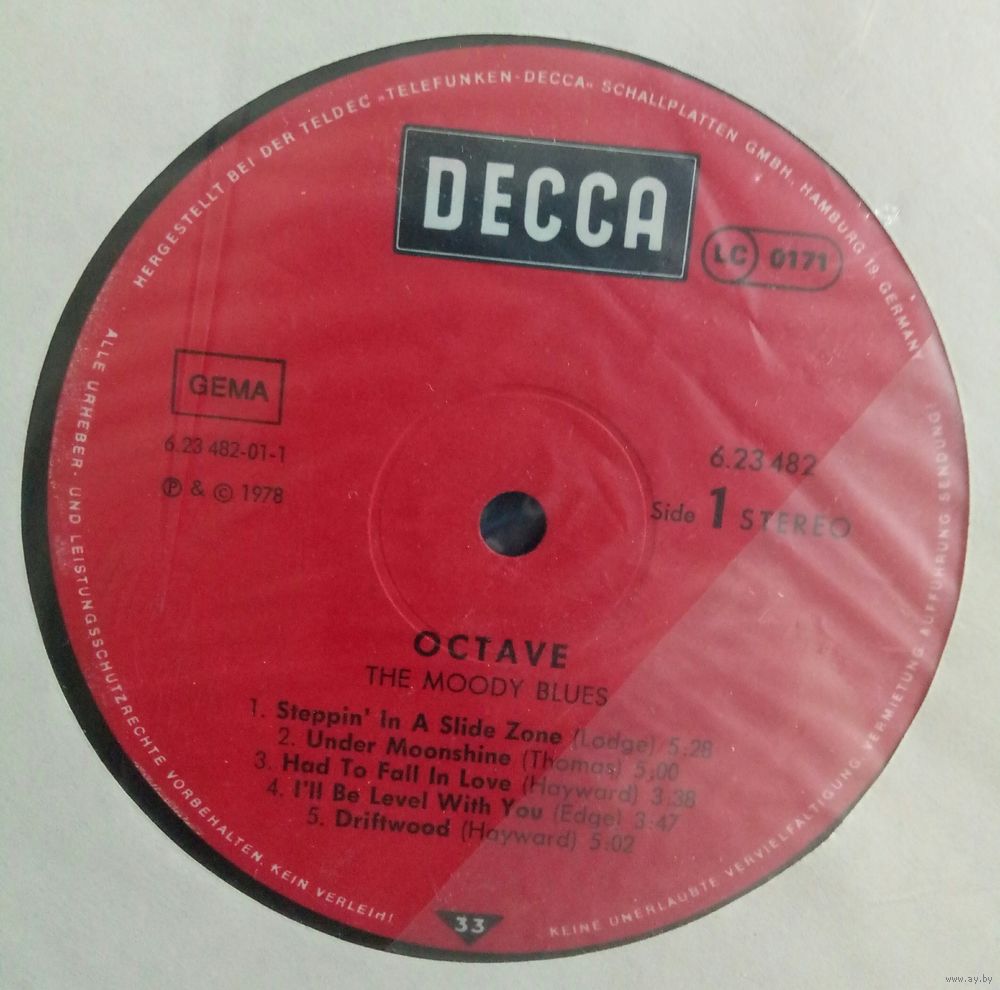 HERGESTELLT BEI DER TELDEC »TELEFUNKEN-DECCA« SCHALLPLATTEN GMBH., HAMBURG 19, GERMANY
DECCA
LC 0171
GEMA
6.23 482-01-1
Ⓟ & © 1978
6.23 482
Side 1 STEREO
OCTAVE
THE MOODY BLUES
1. Steppin' In A Slide Zone (Lodge) 5:28
2. Under Moonshine (Thomas) 5:00
3. Had To Fall In Love (Hayward) 3:38
4. I'll Be Level With You (Edge) 3:47
5. Driftwood (Hayward) 5:02
ALLE URHEBER- UND LEISTUNGSSCHUTZRECHTE VORBEHALTEN. KEIN VERLEIH!
33
KEINE UNERLAUBTE VERVIELFÄLTIGUNG, VERMIETUNG, AUFFÜHRUNG, SENDUNG!
www.ay.by